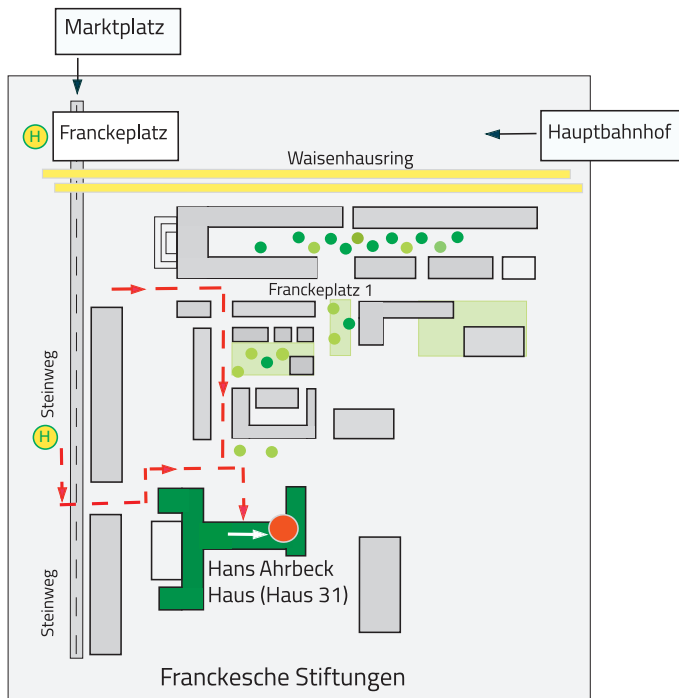 Marktplatz
H
Franckeplatz
Hauptbahnhof
Waisenhausring
Franckeplatz 1
Steinweg
H
Hans Ahrbeck
Haus (Haus 31)
Steinweg
Franckesche Stiftungen